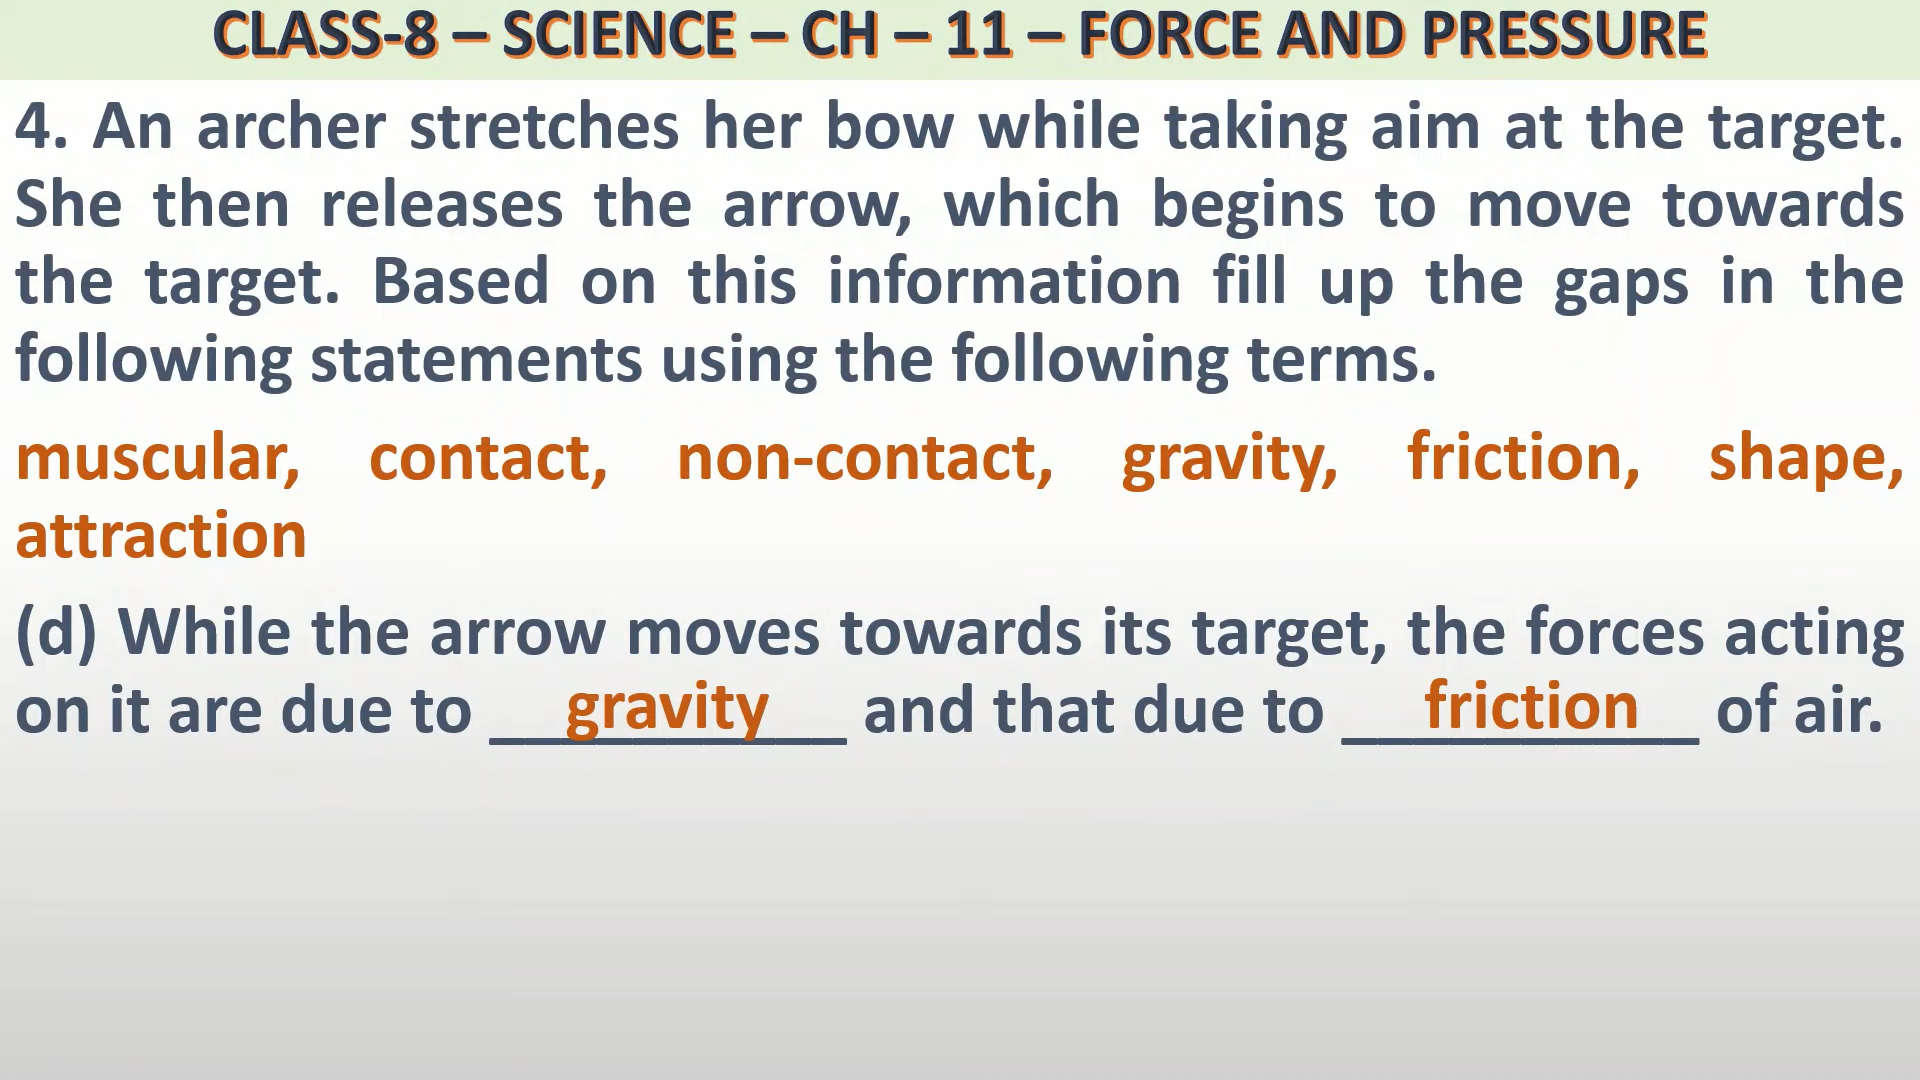 CLASS-8 – SCIENCE – CH – 11 – FORCE AND PRESSURE
4. An archer stretches her bow while taking aim at the target.
She then releases the arrow, which begins to move towards
the target. Based on this information fill up the gaps in the
following statements using the following terms.
muscular, contact, non-contact, gravity, friction, shape,
attraction
(d) While the arrow moves towards its target, the forces acting
on it are due to gravity and that due to friction of air.